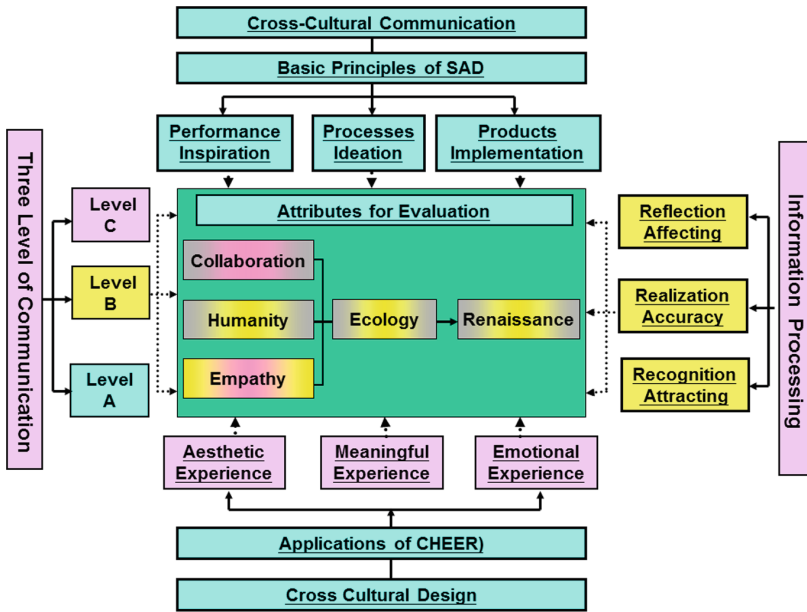 Cross-Cultural Communication
Basic Principles of SAD
Performance
Inspiration
Processes
Ideation
Products
Implementation
Three Level of Communication
Level
C
Level
B
Level
A
Attributes for Evaluation
Collaboration
Humanity
Empathy
Ecology
Renaissance
Reflection
Affecting
Realization
Accuracy
Recognition
Attracting
Information Processing
Aesthetic
Experience
Meaningful
Experience
Emotional
Experience
Applications of CHEER)
Cross Cultural Design